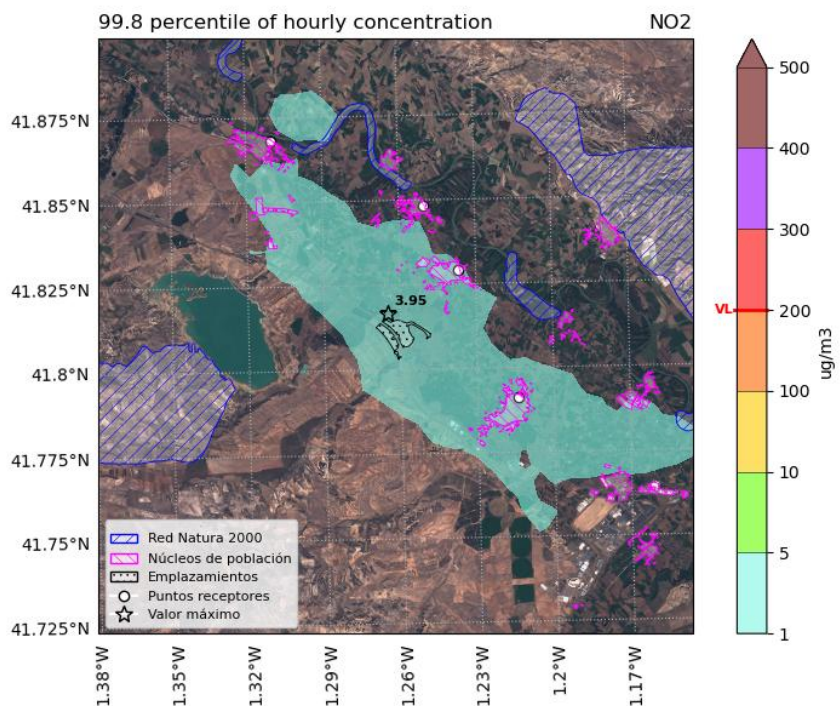 99.8 percentile of hourly concentration NO2
41.875°N
41.85°N
41.825°N
41.8°N
41.775°N
41.75°N
41.725°N
3.95
Red Natura 2000
Núcleos de población
Emplazamientos
Puntos receptores
Valor máximo
1.38°W 1.35°W 1.32°W 1.29°W 1.26°W 1.23°W 1.2°W 1.17°W
500
400
300
VL 200
100
10
5
1
ug/m3